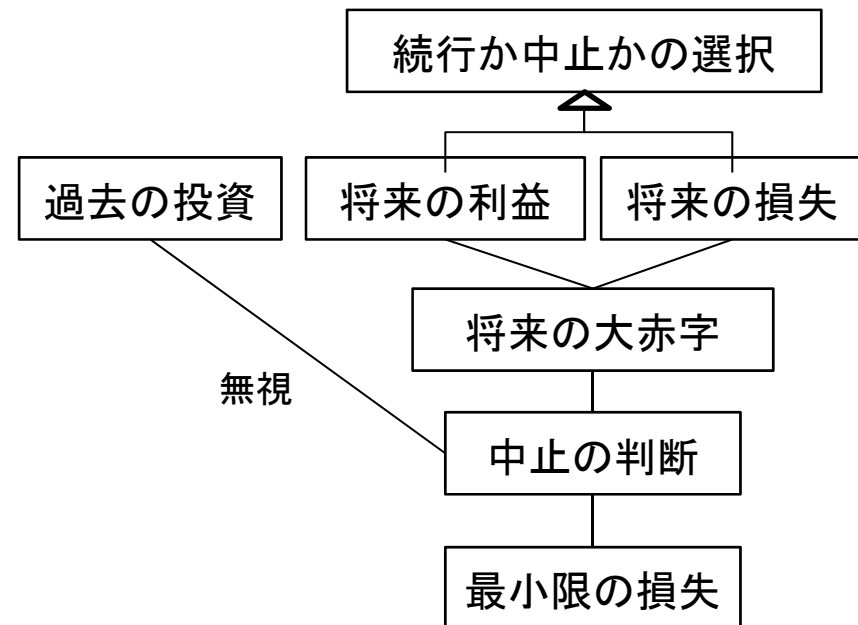 続行か中止かの選択
過去の投資
将来の利益
将来の損失
将来の大赤字
無視
中止の判断
最小限の損失